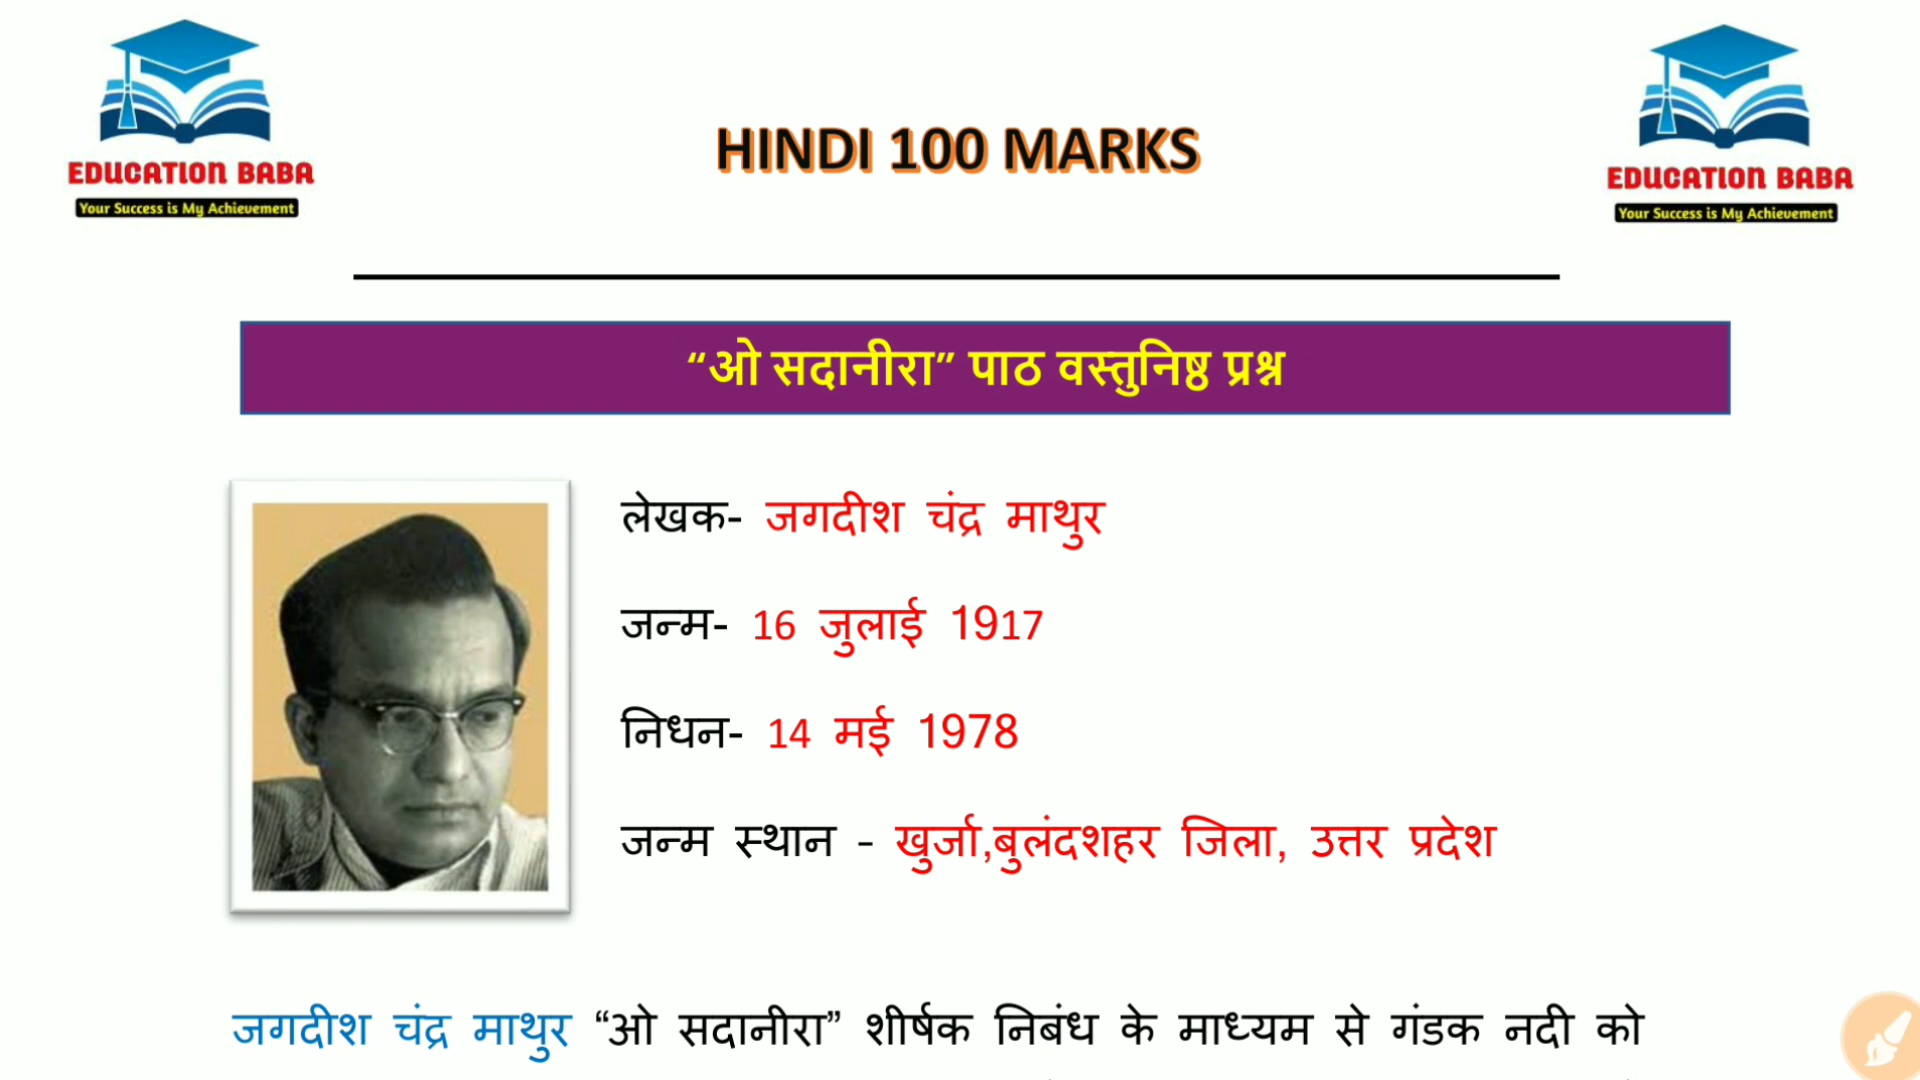 EDUCATION BABA
Your Success is My Achievement
HINDI 100 MARKS
EDUCATION BABA
Your Success is My Achievement
“ओ सदानीरा” पाठ वस्तुनिष्ठ प्रश्न
लेखक- जगदीश चंद्र माथुर
जन्म- 16 जुलाई 1917
निधन- 14 मई 1978
जन्म स्थान - खुर्जा,बुलंदशहर जिला, उत्तर प्रदेश
जगदीश चंद्र माथुर “ओ सदानीरा” शीर्षक निबंध के माध्यम से गंडक नदी को